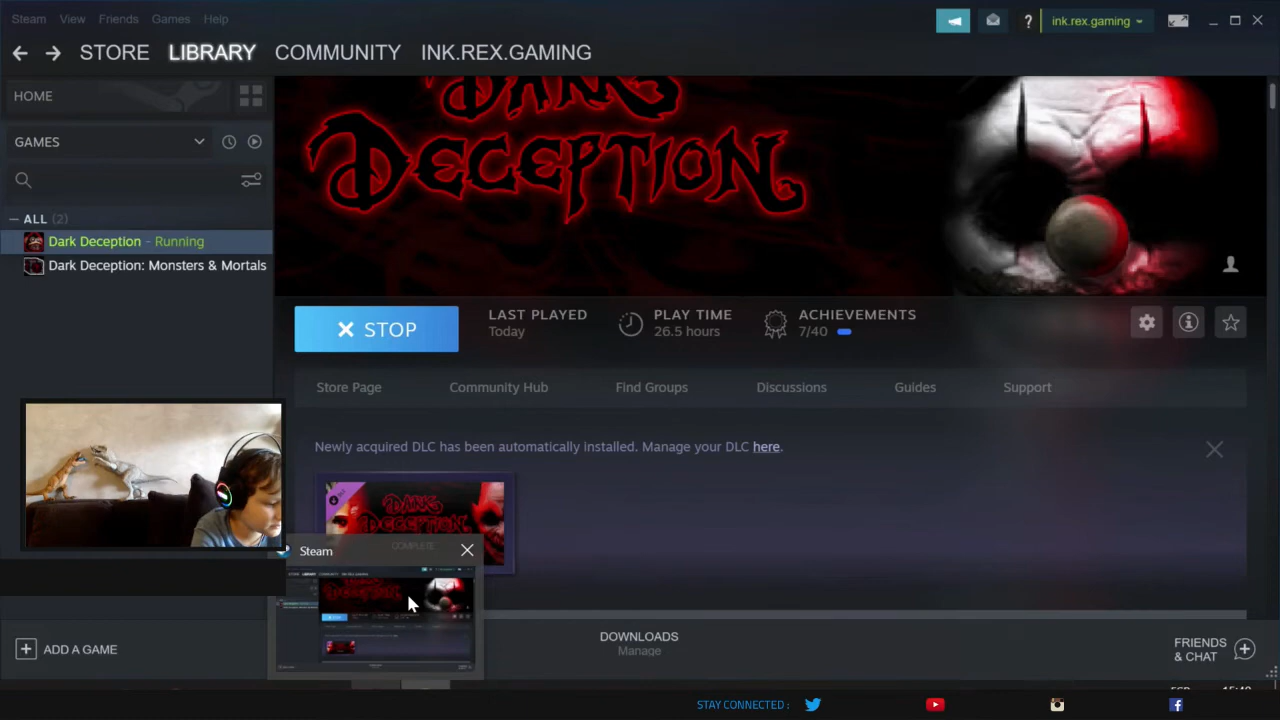 Steam View Friends Games Help
ink.rex.gaming
STORE LIBRARY COMMUNITY INK.REX.GAMING
HOME
GAMES
ALL (2)
Dark Deception - Running
Dark Deception: Monsters & Mortals
DARK
DECEPTION
STOP
LAST PLAYED
Today
PLAY TIME
26.5 hours
ACHIEVEMENTS
7/40
Store Page Community Hub Find Groups Discussions Guides Support
Newly acquired DLC has been automatically installed. Manage your DLC here.
DARK
DECEPTION
COMPLETE
Steam
ADD A GAME
DOWNLOADS
Manage
FRIENDS
& CHAT
STAY CONNECTED :